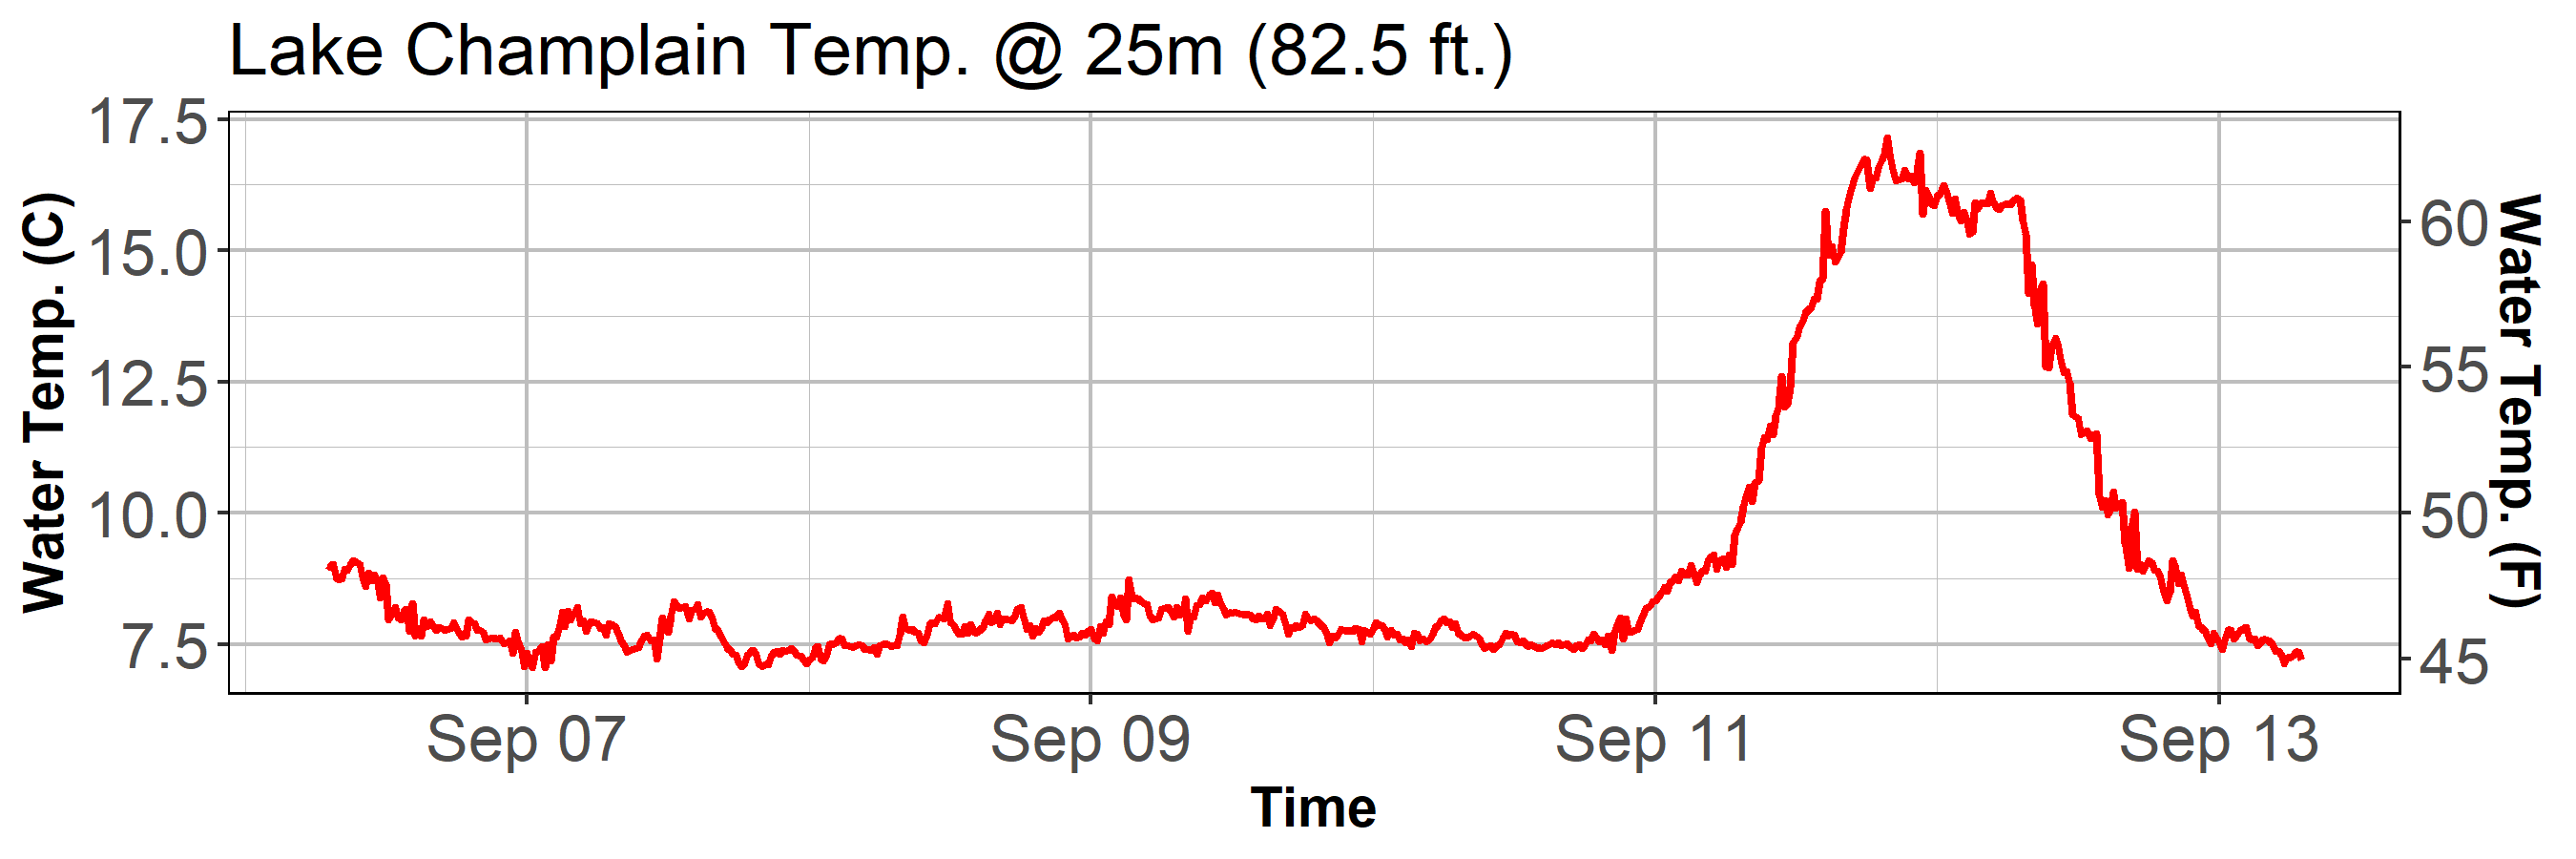 Lake Champlain Temp. @ 25m (82.5 ft.)
Water Temp. (C)
17.5
15.0
12.5
10.0
7.5
60
55
50
45
Water Temp. (F)
Sep 07
Sep 09
Sep 11
Sep 13
Time